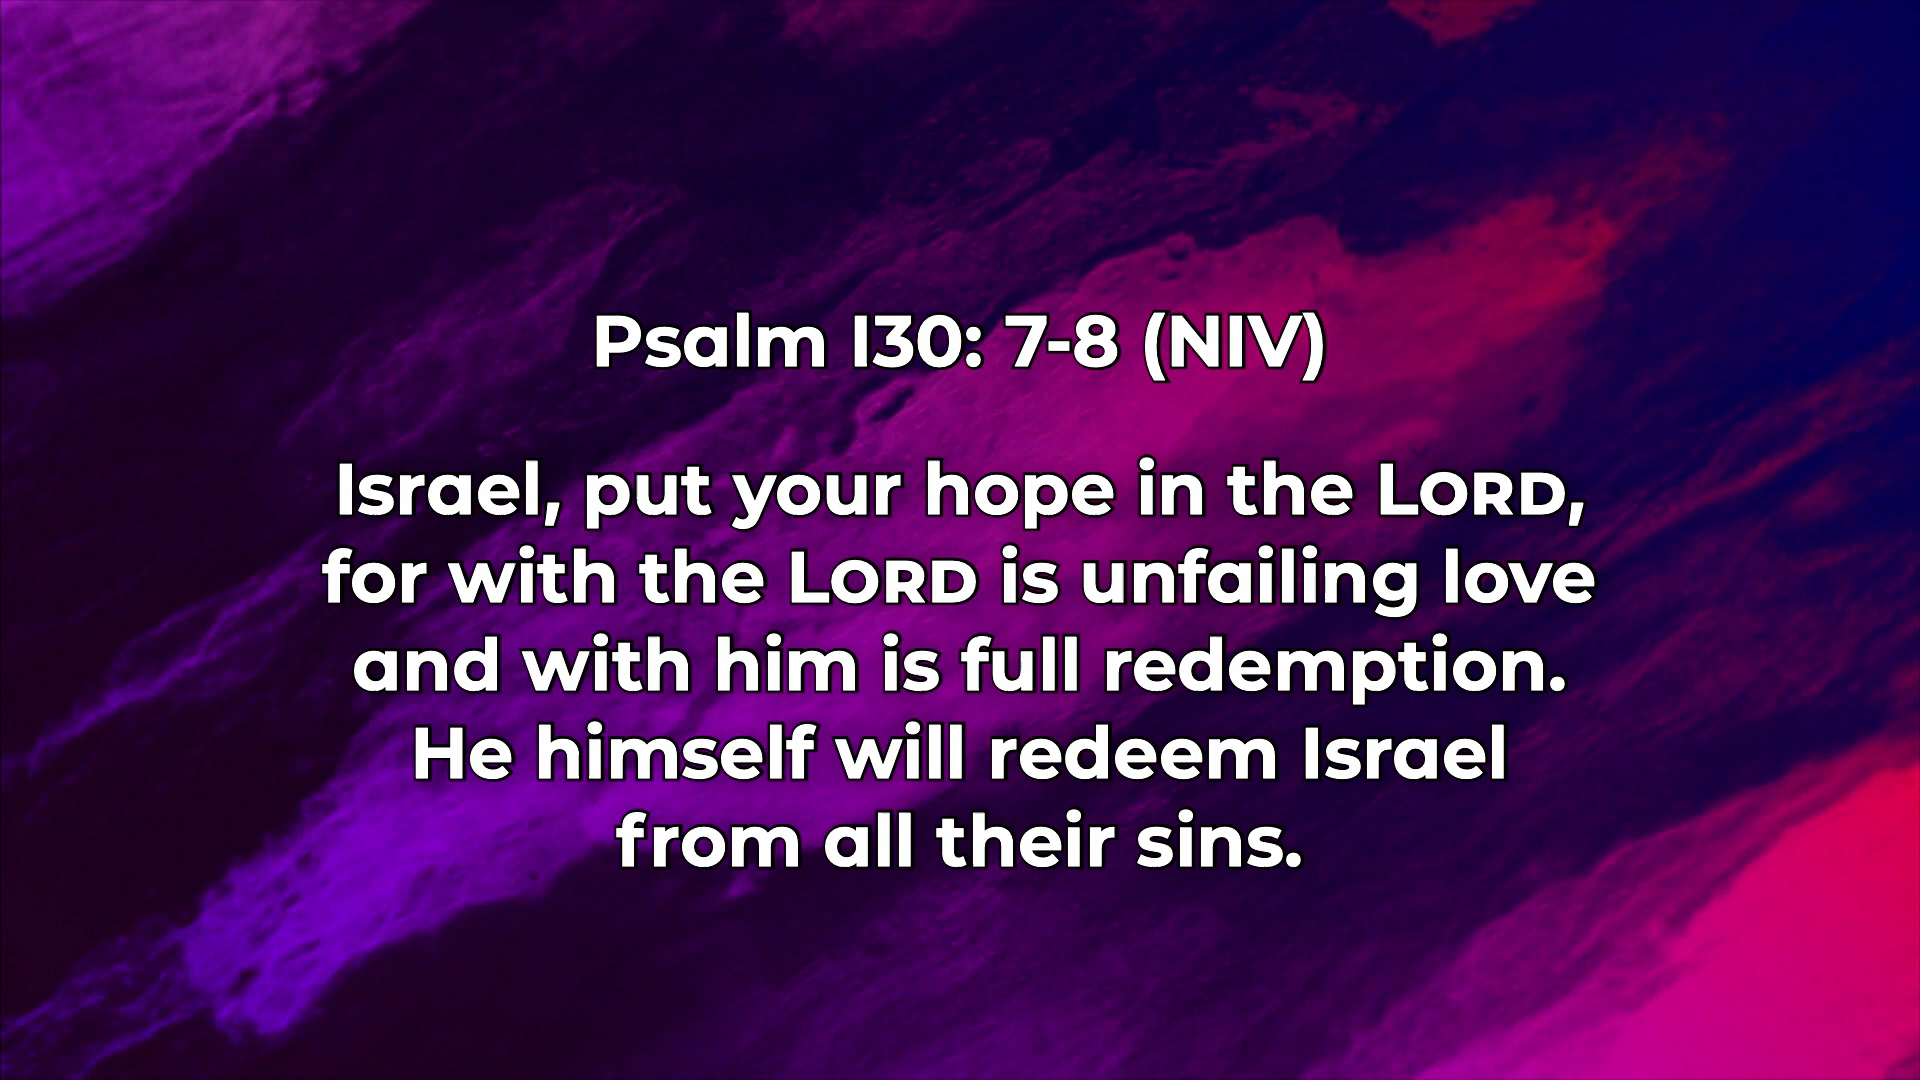 Psalm I30: 7-8 (NIV)
Israel, put your hope in the LORD,
for with the LORD is unfailing love
and with him is full redemption.
He himself will redeem Israel
from all their sins.